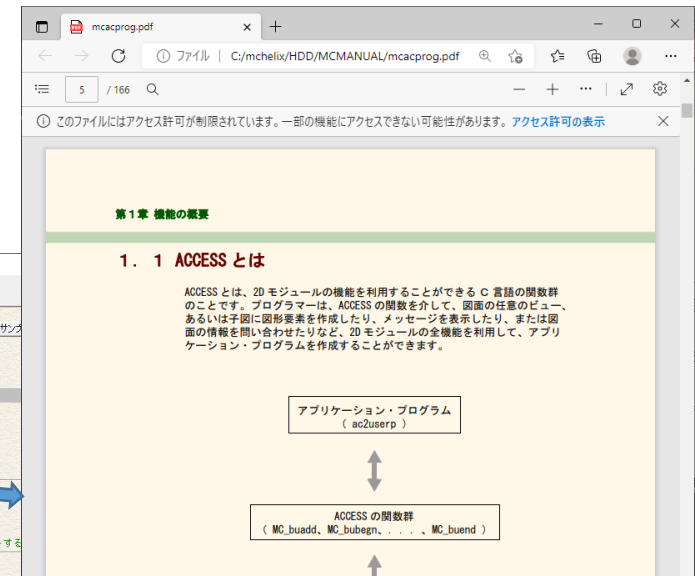 mcacprog.pdf
ファイル | C:/mchelix/HDD/MCMANUAL/mcacprog.pdf
5 / 166
このファイルにはアクセス許可が制限されています。一部の機能にアクセスできない可能性があります。 アクセス許可の表示
第1章 機能の概要
1. 1 ACCESS とは
ACCESS とは、2D モジュールの機能を利用することができる C 言語の関数群
のことです。プログラマーは、ACCESS の関数を介して、図面の任意のビュー、
あるいは子図に図形要素を作成したり、メッセージを表示したり、または図
面の情報を問い合わせたりなど、2D モジュールの全機能を利用して、アプリ
ケーション・プログラムを作成することができます。
アプリケーション・プログラム
( ac2userp )
ACCESS の関数群
( MC_buadd、MC_bubegn、. . . . 、MC_buend )
サンプ
する